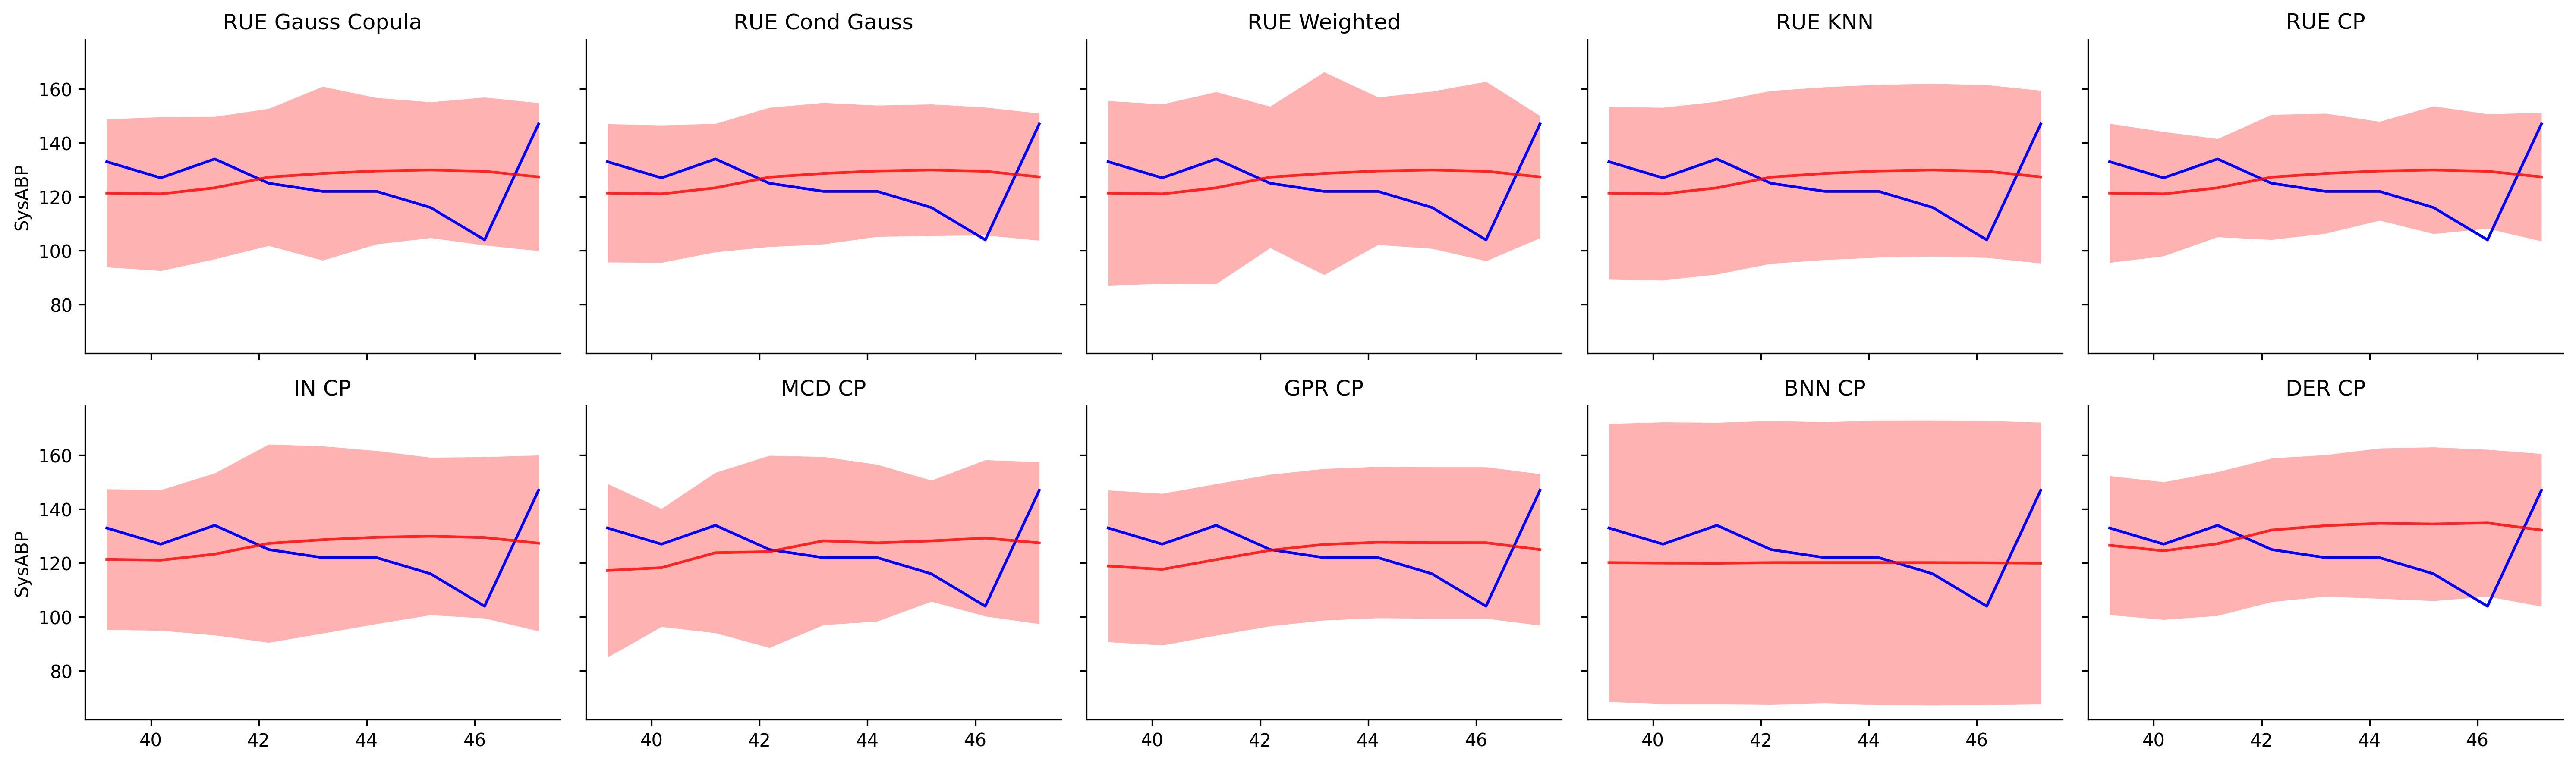 RUE Gauss Copula
RUE Cond Gauss
RUE Weighted
RUE KNN
RUE CP
SysABP
160
140
120
100
80
IN CP
MCD CP
GPR CP
BNN CP
DER CP
SysABP
160
140
120
100
80
40 42 44 46
40 42 44 46
40 42 44 46
40 42 44 46
40 42 44 46